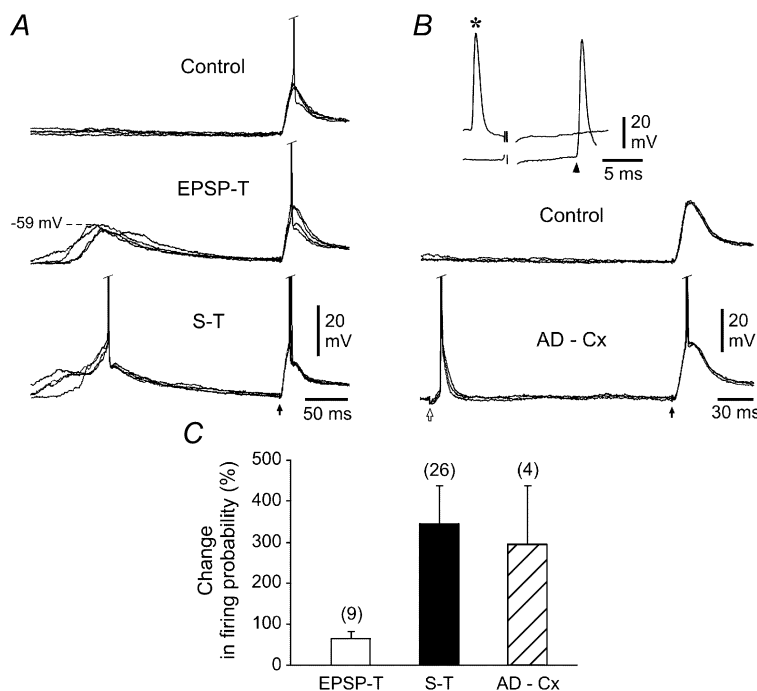 A
Control
EPSP-T
-59 mV
S-T
20
mV
50 ms
B
*
20
mV
5 ms
Control
AD - Cx
20
mV
30 ms
C
Change
in firing probability (%)
500
400
300
200
100
0
(9)
(26)
(4)
EPSP-T
S-T
AD - Cx